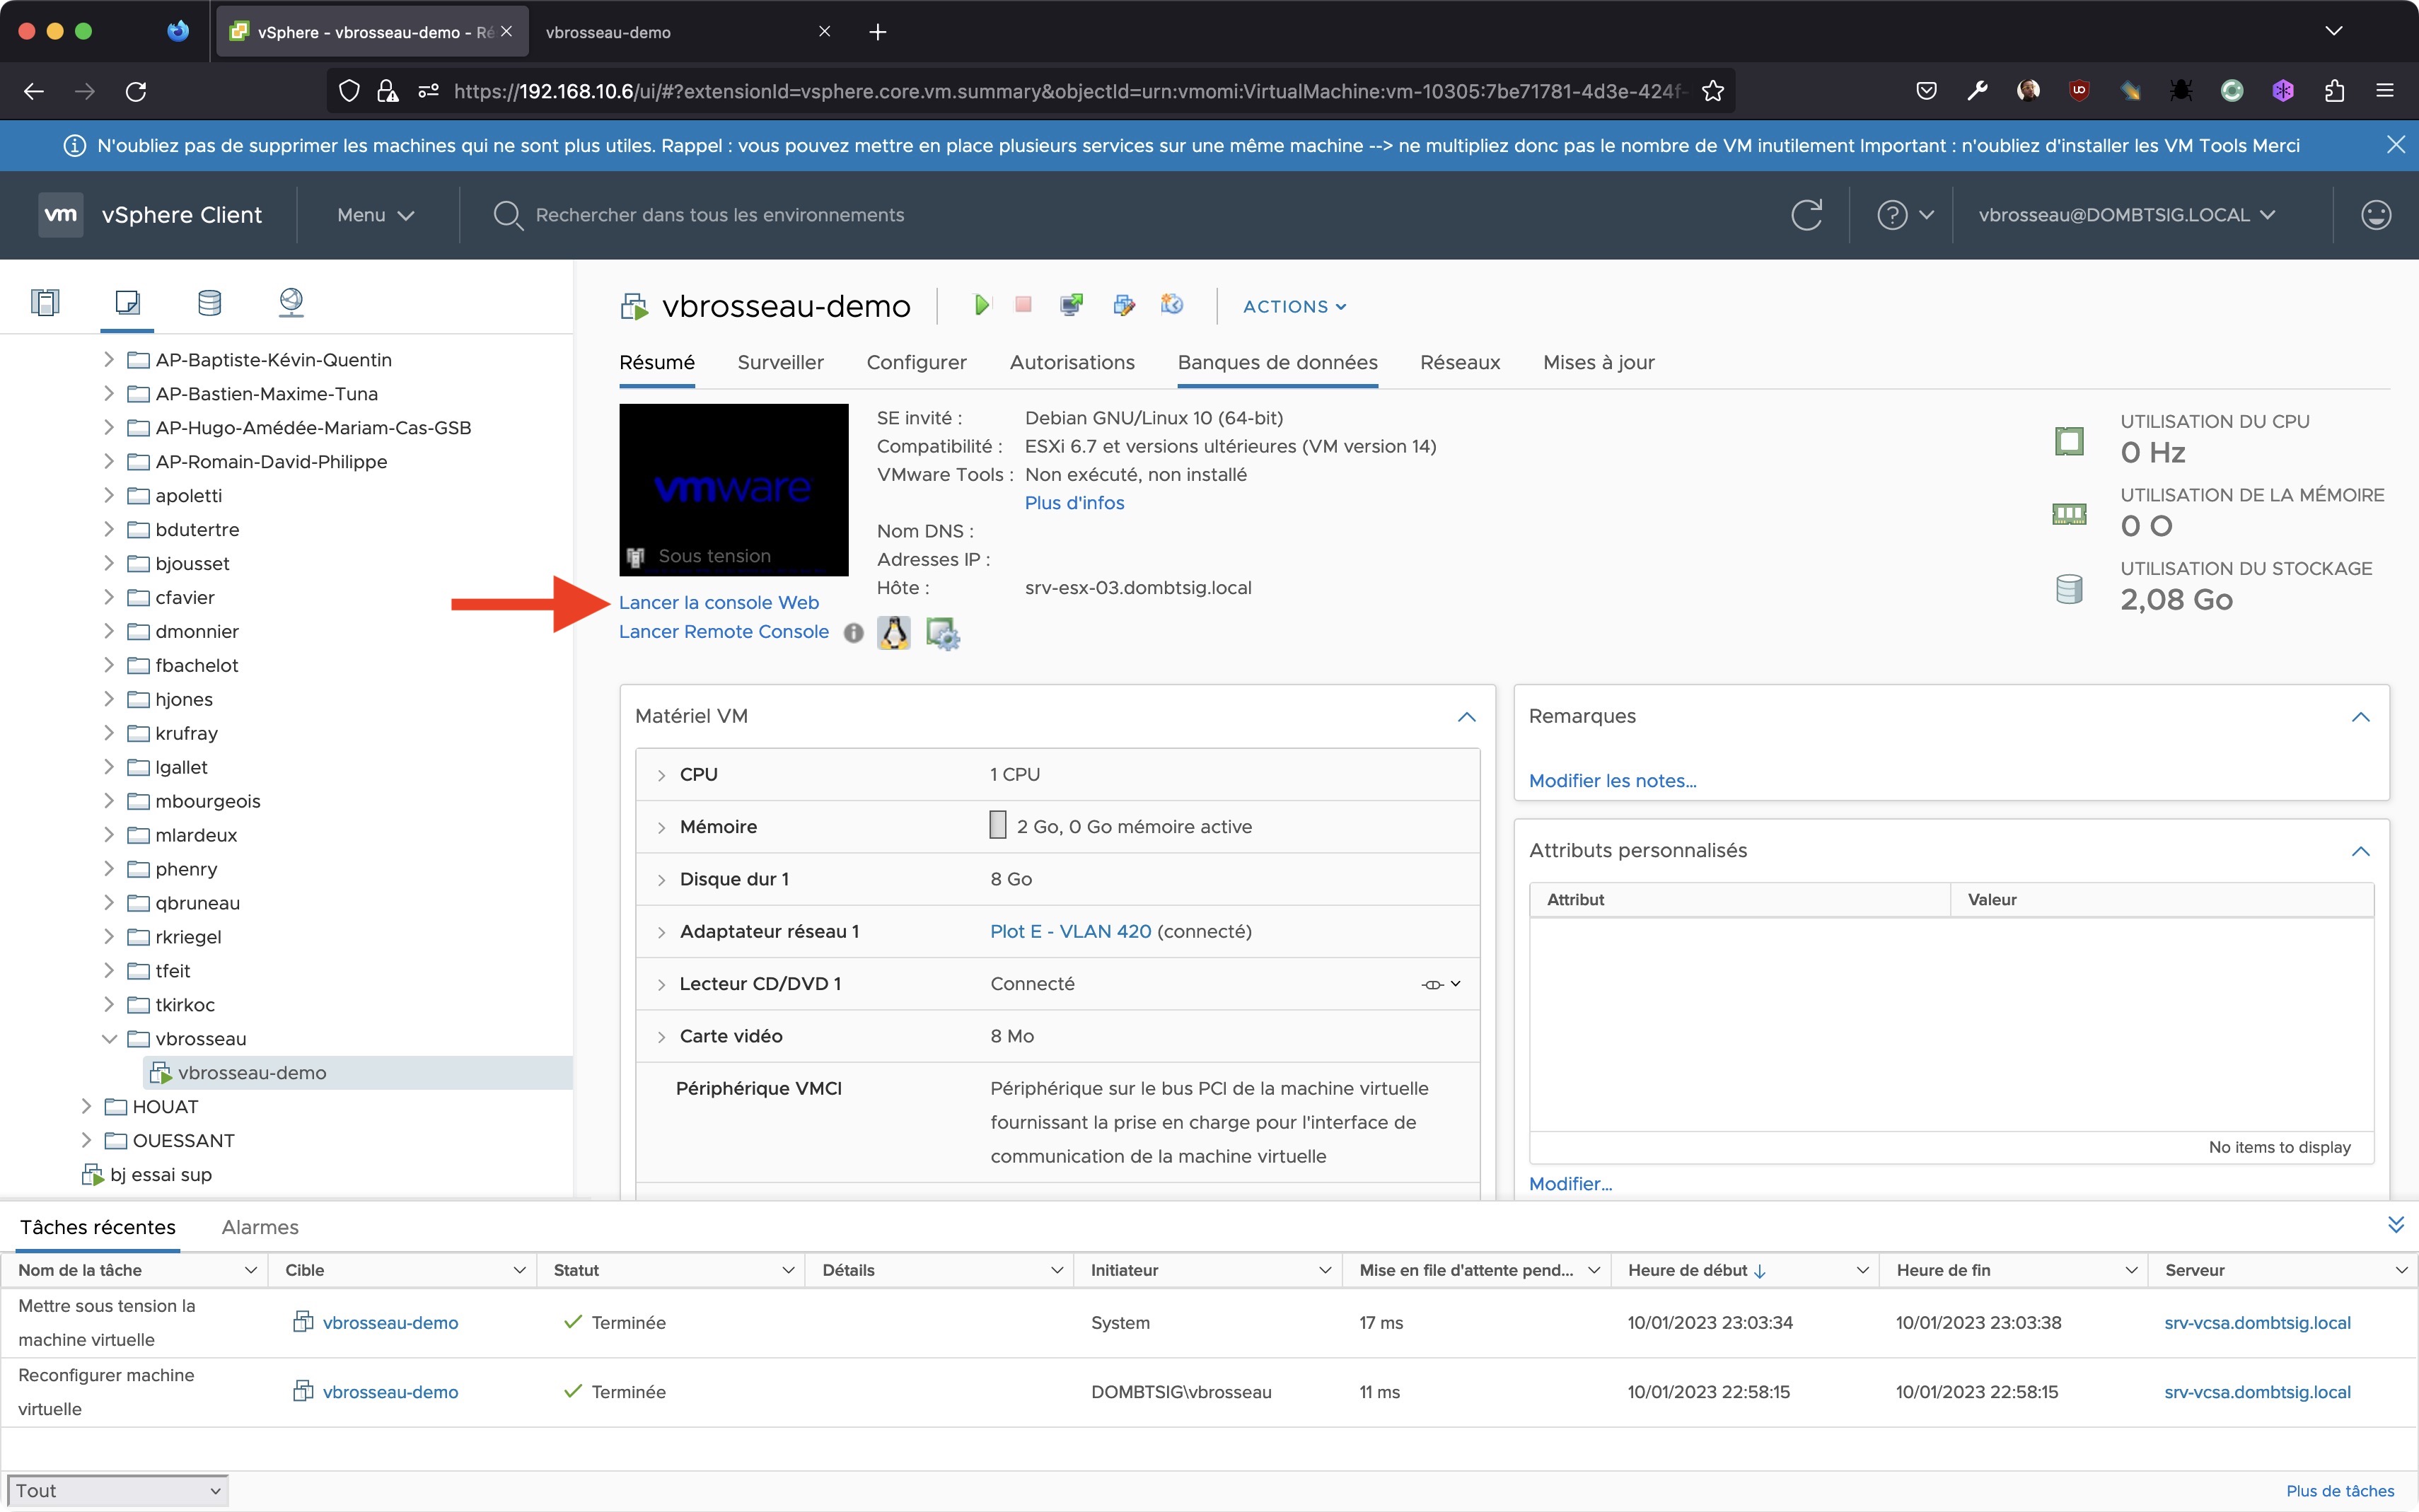 vSphere - vbrosseau-demo - Ré
vbrosseau-demo
https://192.168.10.6/ui/#?extensionId=vsphere.core.vm.summary&objectId=urn:vmomi:VirtualMachine:vm-10305:7be71781-4d3e-424f-
N'oubliez pas de supprimer les machines qui ne sont plus utiles. Rappel : vous pouvez mettre en place plusieurs services sur une même machine --> ne multipliez donc pas le nombre de VM inutilement Important : n'oubliez d'installer les VM Tools Merci
vm vSphere Client
Menu
Rechercher dans tous les environnements
vbrosseau@DOMBTSIG.LOCAL
AP-Baptiste-Kévin-Quentin
AP-Bastien-Maxime-Tuna
AP-Hugo-Amédée-Mariam-Cas-GSB
AP-Romain-David-Philippe
apoletti
bdutertre
bjousset
cfavier
dmonnier
fbachelot
hjones
krufray
lgallet
mbourgeois
mlardeux
phenry
qbruneau
rkriegel
tfeit
tkirkoc
vbrosseau
vbrosseau-demo
HOUAT
OUESSANT
bj essai sup
vbrosseau-demo
ACTIONS
Résumé
Surveiller
Configurer
Autorisations
Banques de données
Réseaux
Mises à jour
vmware
Sous tension
Lancer la console Web
Lancer Remote Console
SE invité : Debian GNU/Linux 10 (64-bit)
Compatibilité : ESXi 6.7 et versions ultérieures (VM version 14)
VMware Tools : Non exécuté, non installé
Plus d'infos
Nom DNS :
Adresses IP :
Hôte : srv-esx-03.dombtsig.local
UTILISATION DU CPU
0 Hz
UTILISATION DE LA MÉMOIRE
0 O
UTILISATION DU STOCKAGE
2,08 Go
Matériel VM
CPU 1 CPU
Mémoire 2 Go, 0 Go mémoire active
Disque dur 1 8 Go
Adaptateur réseau 1 Plot E - VLAN 420 (connecté)
Lecteur CD/DVD 1 Connecté
Carte vidéo 8 Mo
Périphérique VMCI Périphérique sur le bus PCI de la machine virtuelle
fournissant la prise en charge pour l'interface de
communication de la machine virtuelle
Remarques
Modifier les notes...
Attributs personnalisés
Attribut Valeur
No items to display
Modifier...
Tâches récentes
Alarmes
Nom de la tâche Cible Statut Détails Initiateur Mise en file d'attente pend... Heure de début Heure de fin Serveur
Mettre sous tension la
machine virtuelle
vbrosseau-demo Terminée System 17 ms 10/01/2023 23:03:34 10/01/2023 23:03:38 srv-vcsa.dombtsig.local
Reconfigurer machine
virtuelle
vbrosseau-demo Terminée DOMBTSIG\vbrosseau 11 ms 10/01/2023 22:58:15 10/01/2023 22:58:15 srv-vcsa.dombtsig.local
Tout
Plus de tâches